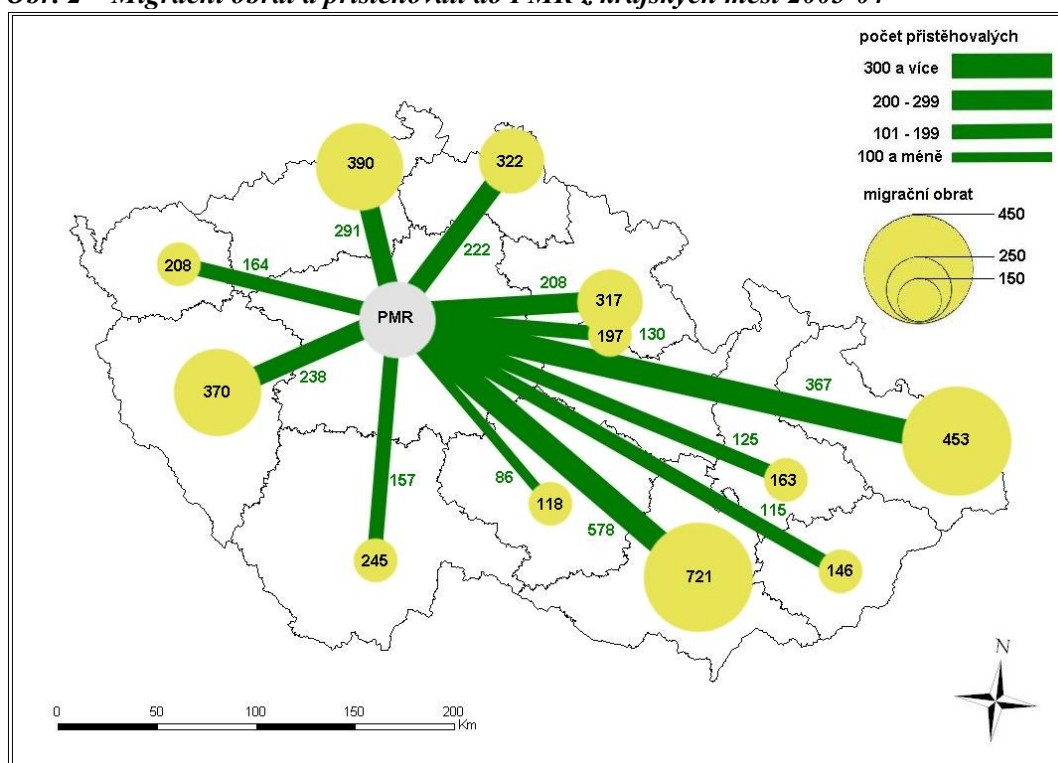 Obr. 2 – Migrační obrat a přistěhovalí do PMR z krajských měst 2003-04
počet přistěhovalých
300 a více
200 - 299
101 - 199
100 a méně
migrační obrat
450
250
150
390
322
291
222
208
164
208
317
PMR
197
130
370
238
367
453
125
163
157
86
118
115
578
245
721
146
N
0 50 100 150 200
Km